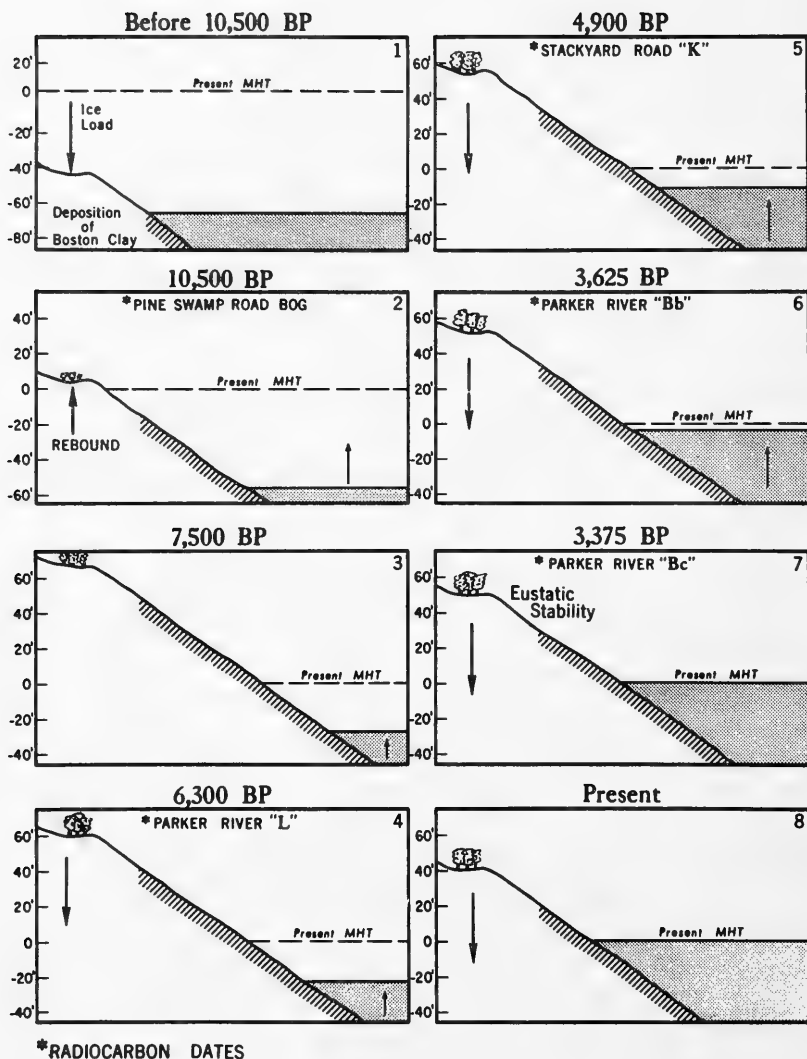 Before 10,500 BP
1
20'
0
-20'
-40'
-60'
-80'
Present MHT
Ice
Load
Deposition
of
Boston Clay
10,500 BP
*PINE SWAMP ROAD BOG
2
40'
20'
0
-20'
-40'
-60'
Present MHT
REBOUND
7,500 BP
3
60'
40'
20'
0
-20'
-40'
Present MHT
6,300 BP
*PARKER RIVER "L"
4
60'
40'
20'
0
-20'
-40'
Present MHT
4,900 BP
*STACKYARD ROAD "K"
5
60'
40'
20'
0
-20'
-40'
Present MHT
3,625 BP
*PARKER RIVER "Bb"
6
60'
40'
20'
0
-20'
-40'
Present MHT
3,375 BP
* PARKER RIVER "Bc"
7
60'
40'
20'
0
-20'
-40'
Eustatic
Stability
Present MHT
Present
8
60'
40'
20'
0
-20'
-40'
Present MHT
*RADIOCARBON DATES